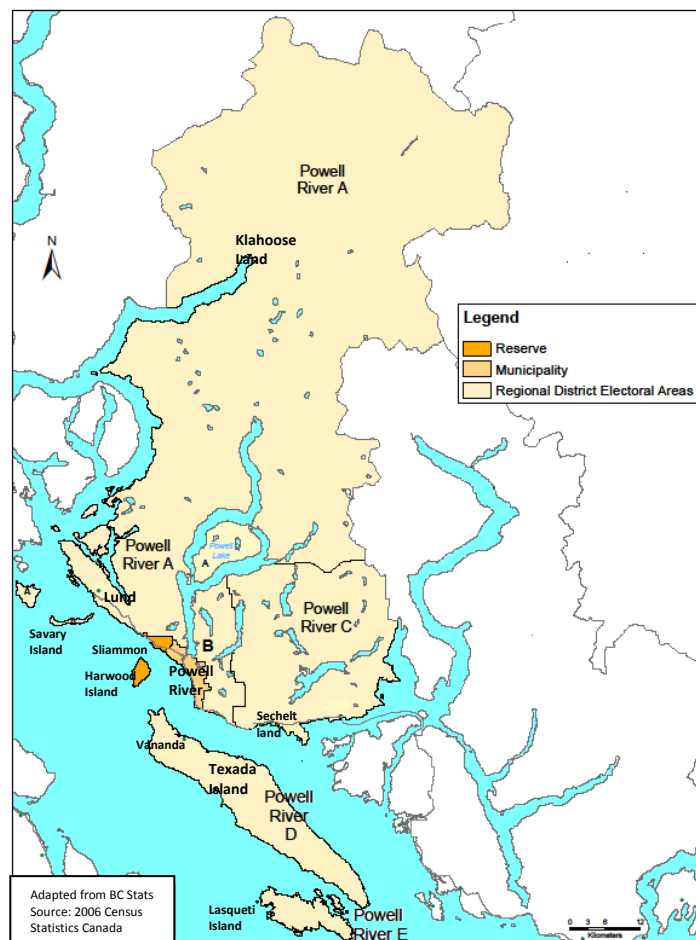 Powell
River A
Klahoose
Land
N
Legend
Reserve
Municipality
Regional District Electoral Areas
Powell
River A
Powell
Lake
A
A
Lund
Powell
River C
Savary
Island
Sliammon
B
Harwood
Island
Powell
River
Sechelt
land
Vananda
Texada
Island
Powell
River
D
Lasqueti
Island
Powell
River E
Adapted from BC Stats
Source: 2006 Census
Statistics Canada
0 3 6 12
Kilometers